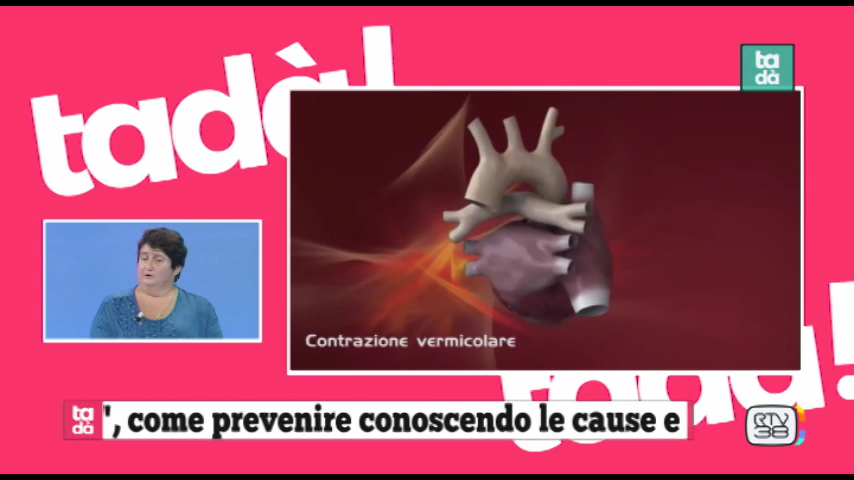 tadà!
ta
dà
Contrazione vermicolare
tadà!
ta
dà
', come prevenire conoscendo le cause e
RTV
38